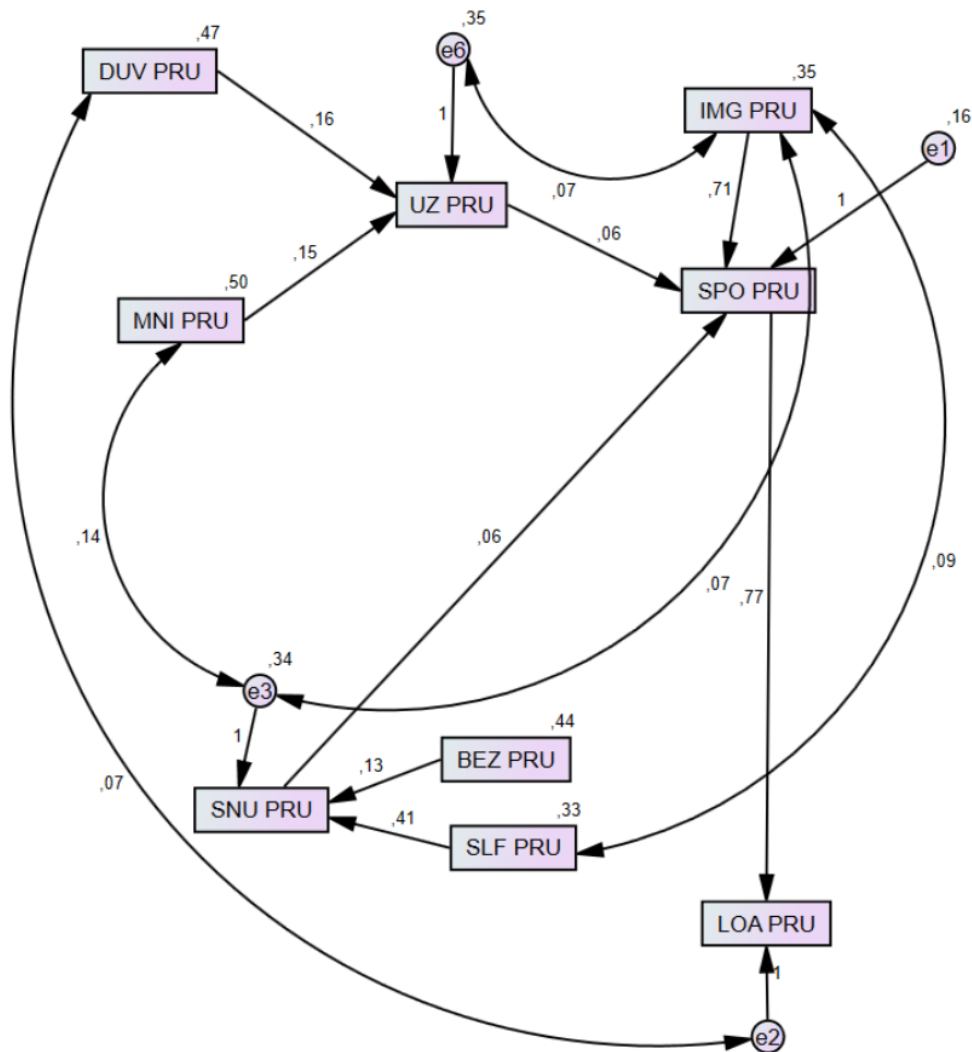 ,47
DUV PRU
,35
e6
,35
IMG PRU
,16
e1
,16
1
,07
,71
1
UZ PRU
,15
,06
,50
MNI PRU
SPO PRU
,14
,06
,09
,07
,77
,34
e3
1
,44
BEZ PRU
,13
,07
SNU PRU
,33
,41
SLF PRU
LOA PRU
1
e2